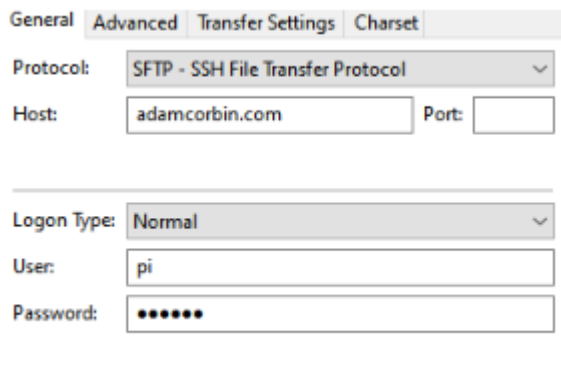 General Advanced Transfer Settings Charset
Protocol: SFTP - SSH File Transfer Protocol
Host: adamcorbin.com Port:
Logon Type: Normal
User: pi
Password: ●●●●●●